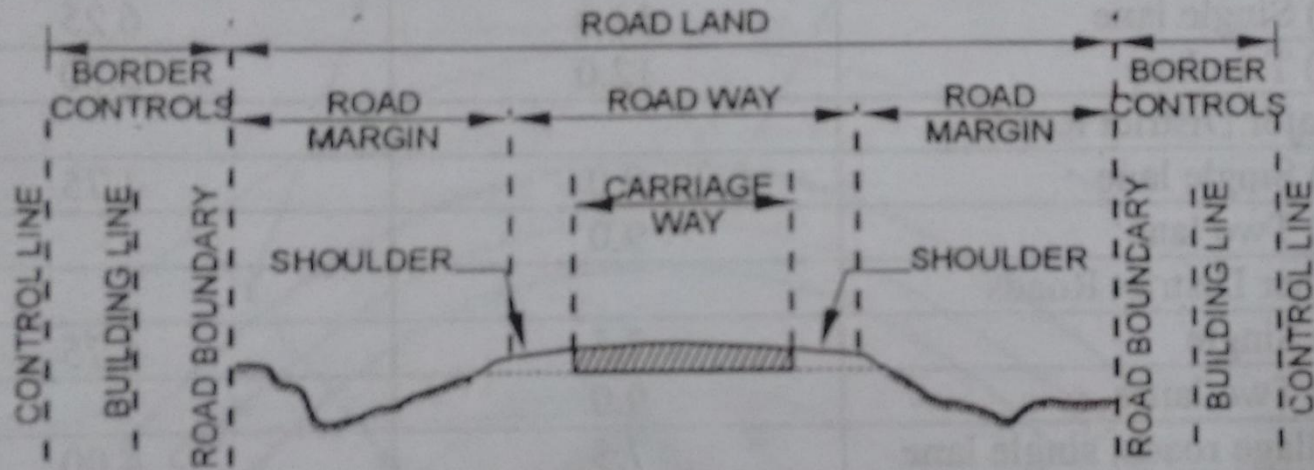 ROAD LAND
BORDER CONTROLS
ROAD MARGIN
ROAD WAY
ROAD MARGIN
BORDER CONTROLS
CARRIAGE WAY
SHOULDER
SHOULDER
CONTROL LINE
BUILDING LINE
ROAD BOUNDARY
ROAD BOUNDARY
BUILDING LINE
CONTROL LINE